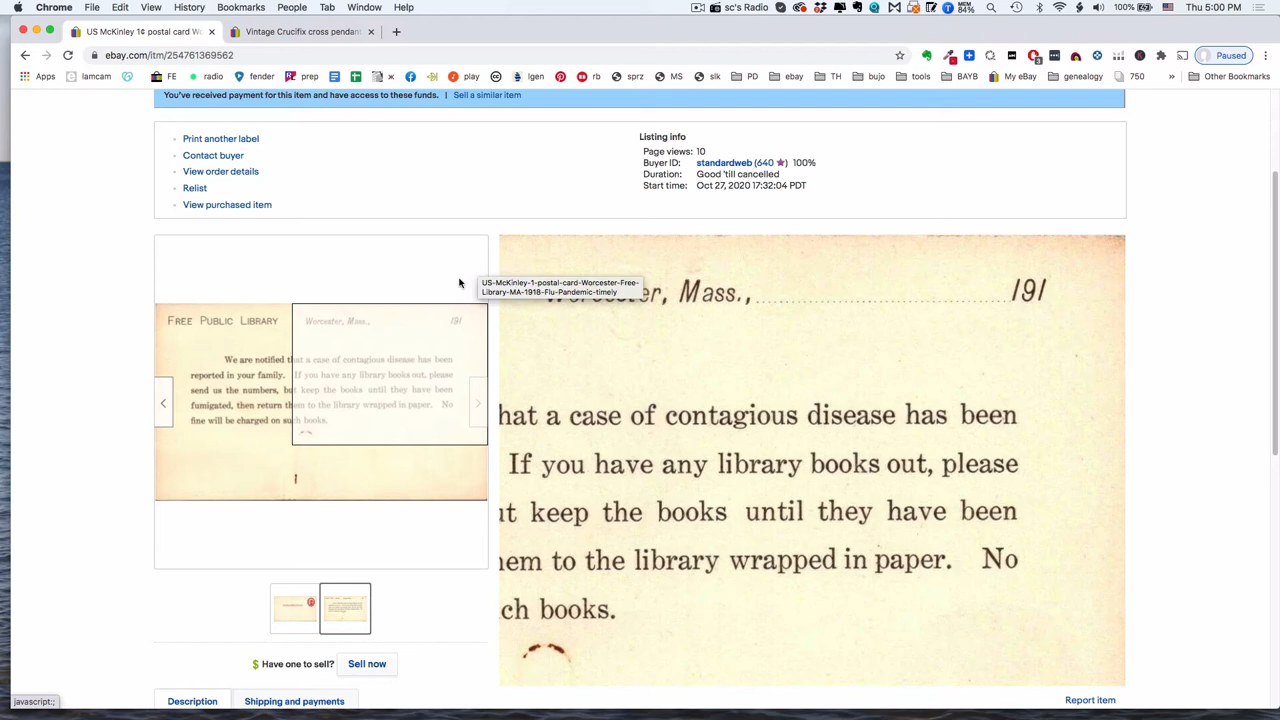 Chrome File Edit View History Bookmarks People Tab Window Help sc's Radio MEM 84% 100% Thu 5:00 PM
US McKinley 1¢ postal card Wo Vintage Crucifix cross pendan
ebay.com/itm/254761369562 Paused
Apps lamcam FE radio fender prep play lgen rb sprz MS slk PD ebay TH bujo tools BAYB My eBay genealogy 750 » Other Bookmarks
You've received payment for this item and have access to these funds. | Sell a similar item
Print another label
Contact buyer
View order details
Relist
View purchased item
Listing info
Page views: 10
Buyer ID: standardweb (640 ★) 100%
Duration: Good 'till cancelled
Start time: Oct 27, 2020 17:32:04 PDT
US-McKinley-1-postal-card-Worcester-Free-
Library-MA-1918-Flu-Pandemic-timely
FREE PUBLIC LIBRARY Worcester, Mass., 191
We are notified that a case of contagious disease has been
reported in your family. If you have any library books out, please
send us the numbers, but keep the books until they have been
fumigated, then return them to the library wrapped in paper. No
fine will be charged on such books.
er, Mass., 191
hat a case of contagious disease has been
If you have any library books out, please
ut keep the books until they have been
hem to the library wrapped in paper. No
ch books.
Have one to sell? Sell now
Description Shipping and payments
Report item
javascript:;